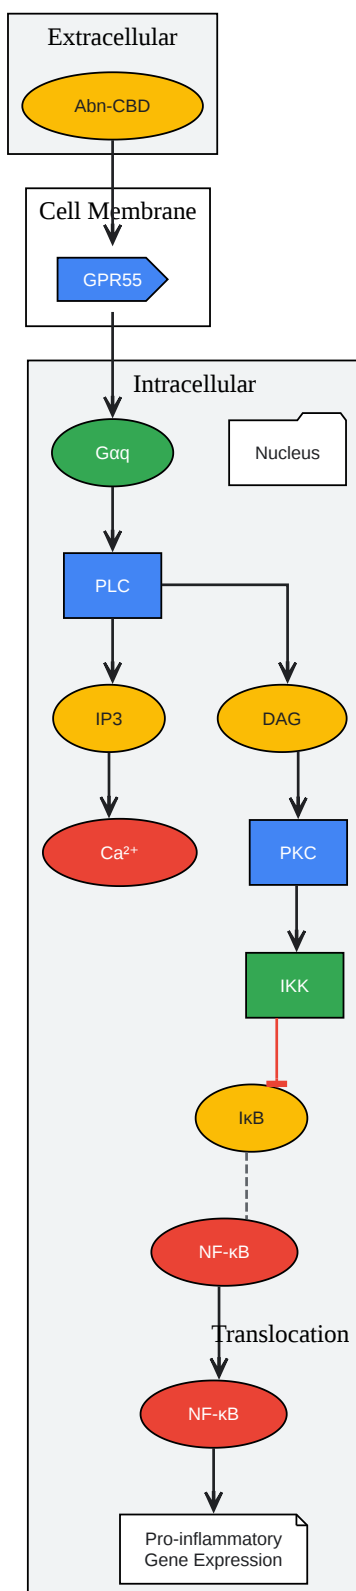 Extracellular
Abn-CBD
Cell Membrane
GPR55
Intracellular
Gαq
Nucleus
PLC
IP3
DAG
Ca²⁺
PKC
IKK
IκB
NF-κB
Translocation
NF-κB
Pro-inflammatory
Gene Expression